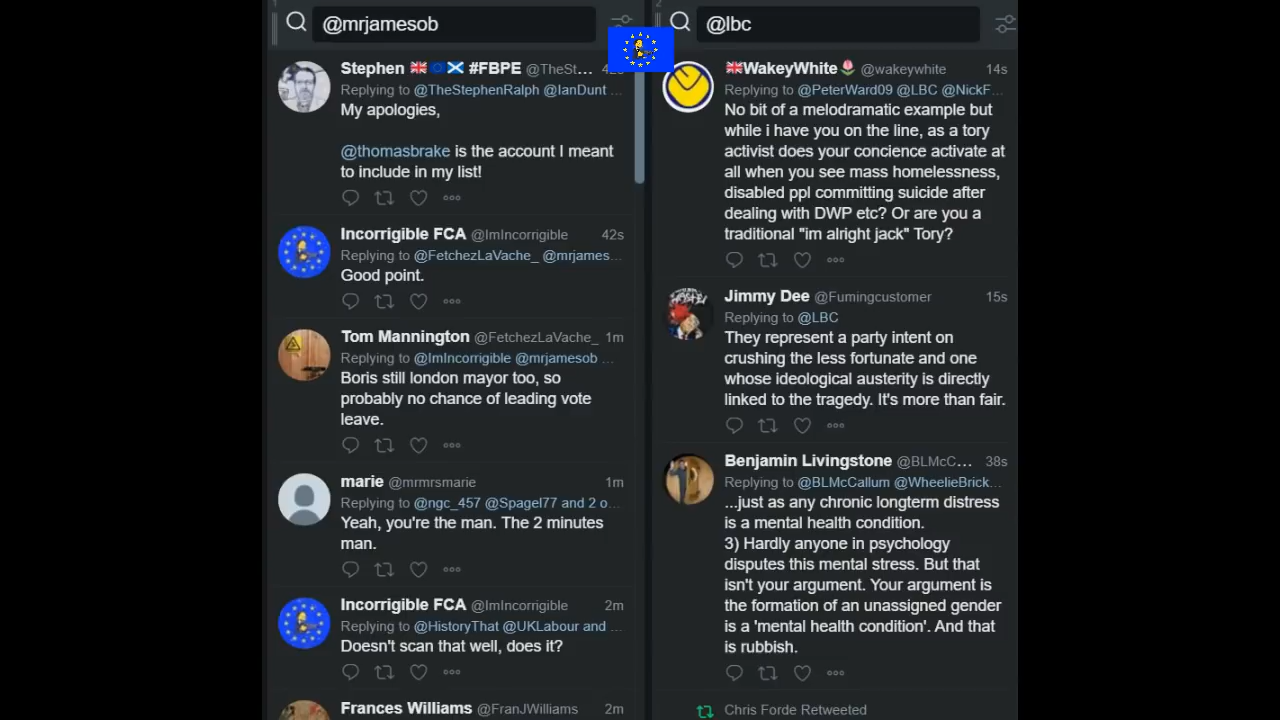 1
@mrjamesob
Stephen 🇬🇧🇪🇺🏴󠁧󠁢󠁳󠁣󠁴󠁿 #FBPE @TheSt...
Replying to @TheStephenRalph @IanDunt ...
My apologies,
@thomasbrake is the account I meant
to include in my list!
Incorrigible FCA @ImIncorrigible 42s
Replying to @FetchezLaVache_ @mrjames...
Good point.
Tom Mannington @FetchezLaVache_ 1m
Replying to @ImIncorrigible @mrjamesob ...
Boris still london mayor too, so
probably no chance of leading vote
leave.
marie @mrmrsmarie 1m
Replying to @ngc_457 @Spagel77 and 2 o...
Yeah, you're the man. The 2 minutes
man.
Incorrigible FCA @ImIncorrigible 2m
Replying to @HistoryThat @UKLabour and ...
Doesn't scan that well, does it?
Frances Williams @FranJWilliams 2m
2
@lbc
🇬🇧WakeyWhite🌷 @wakeywhite 14s
Replying to @PeterWard09 @LBC @NickF...
No bit of a melodramatic example but
while i have you on the line, as a tory
activist does your concience activate at
all when you see mass homelessness,
disabled ppl committing suicide after
dealing with DWP etc? Or are you a
traditional "im alright jack" Tory?
Jimmy Dee @Fumingcustomer 15s
Replying to @LBC
They represent a party intent on
crushing the less fortunate and one
whose ideological austerity is directly
linked to the tragedy. It's more than fair.
Benjamin Livingstone @BLMcC... 38s
Replying to @BLMcCallum @WheelieBrick...
...just as any chronic longterm distress
is a mental health condition.
3) Hardly anyone in psychology
disputes this mental stress. But that
isn't your argument. Your argument is
the formation of an unassigned gender
is a 'mental health condition'. And that
is rubbish.
Chris Forde Retweeted